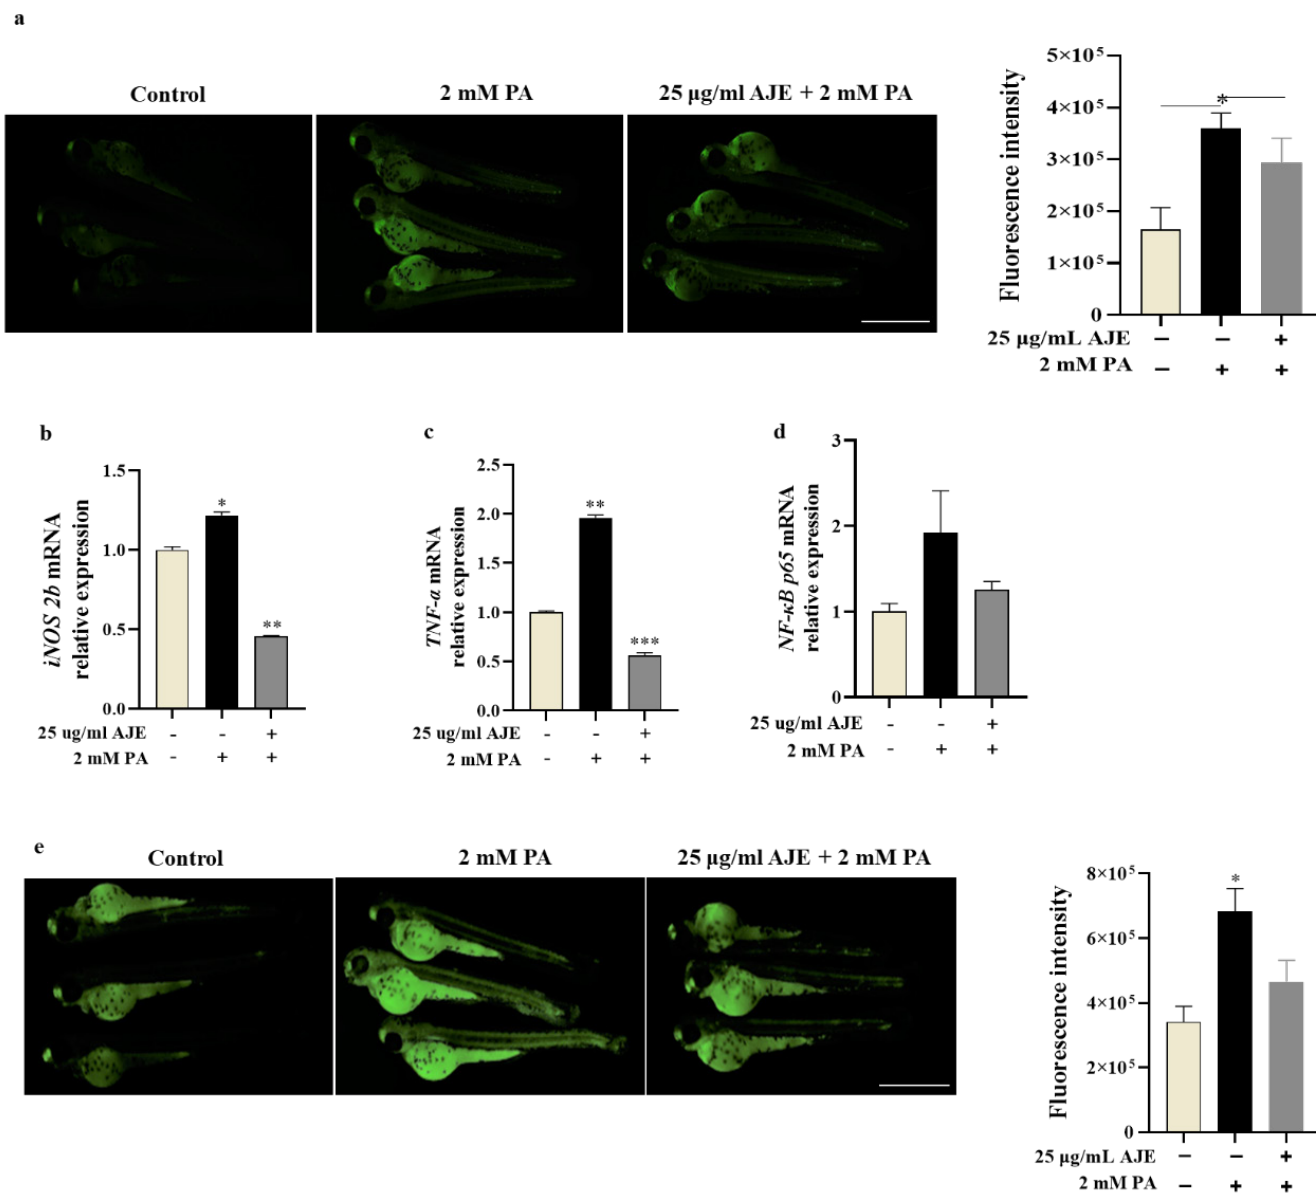 a
Control
2 mM PA
25 µg/ml AJE + 2 mM PA
Fluorescence intensity
5×10⁵
4×10⁵
3×10⁵
2×10⁵
1×10⁵
0
*
25 µg/mL AJE − − +
2 mM PA − + +
b
iNOS 2b mRNA
relative expression
1.5
1.0
0.5
0.0
*
**
25 ug/ml AJE - - +
2 mM PA - + +
c
TNF-α mRNA
relative expression
2.5
2.0
1.5
1.0
0.5
0.0
**
***
25 ug/ml AJE - - +
2 mM PA - + +
d
NF-κB p65 mRNA
relative expression
3
2
1
0
25 ug/ml AJE - - +
2 mM PA - + +
e
Control
2 mM PA
25 µg/ml AJE + 2 mM PA
Fluorescence intensity
8×10⁵
6×10⁵
4×10⁵
2×10⁵
0
*
25 µg/mL AJE − − +
2 mM PA − + +